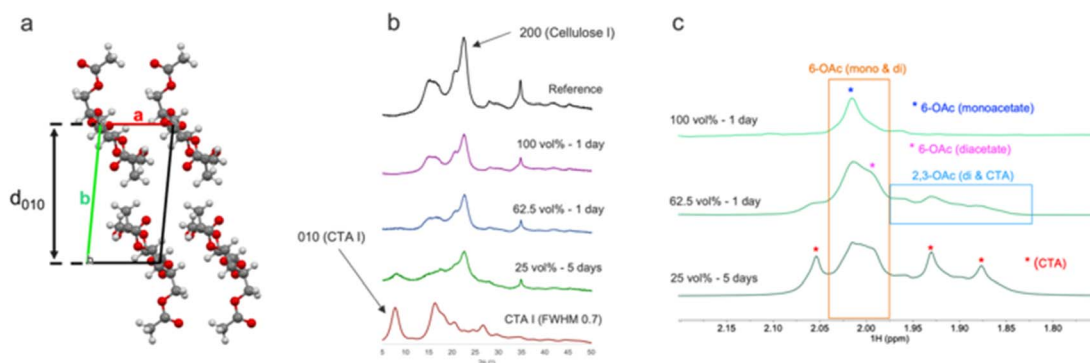 a
a
b
d010
b
200 (Cellulose I)
Reference
100 vol% - 1 day
62.5 vol% - 1 day
010 (CTA I)
25 vol% - 5 days
CTA I (FWHM 0.7)
5 10 15 20 25 30 35 40 45 50
c
6-OAc (mono & di)
* * 6-OAc (monoacetate)
100 vol% - 1 day
* 6-OAc (diacetate)
*
2,3-OAc (di & CTA)
62.5 vol% - 1 day
* * * * (CTA)
25 vol% - 5 days
2.15 2.10 2.05 2.00 1.95 1.90 1.85 1.80
1H (ppm)